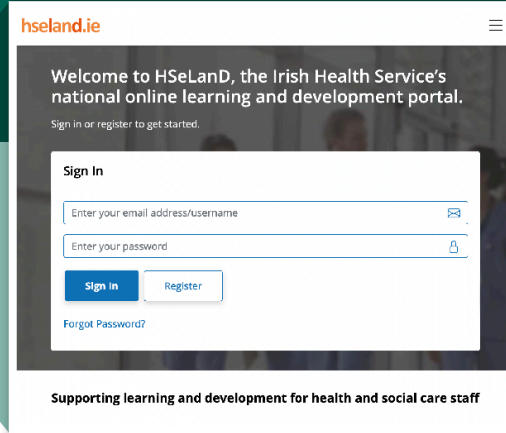 hseland.ie
Welcome to HSeLanD, the Irish Health Service's
national online learning and development portal.
Sign in or register to get started.
Sign In
Enter your email address/username
Enter your password
Sign In
Register
Forgot Password?
Supporting learning and development for health and social care staff